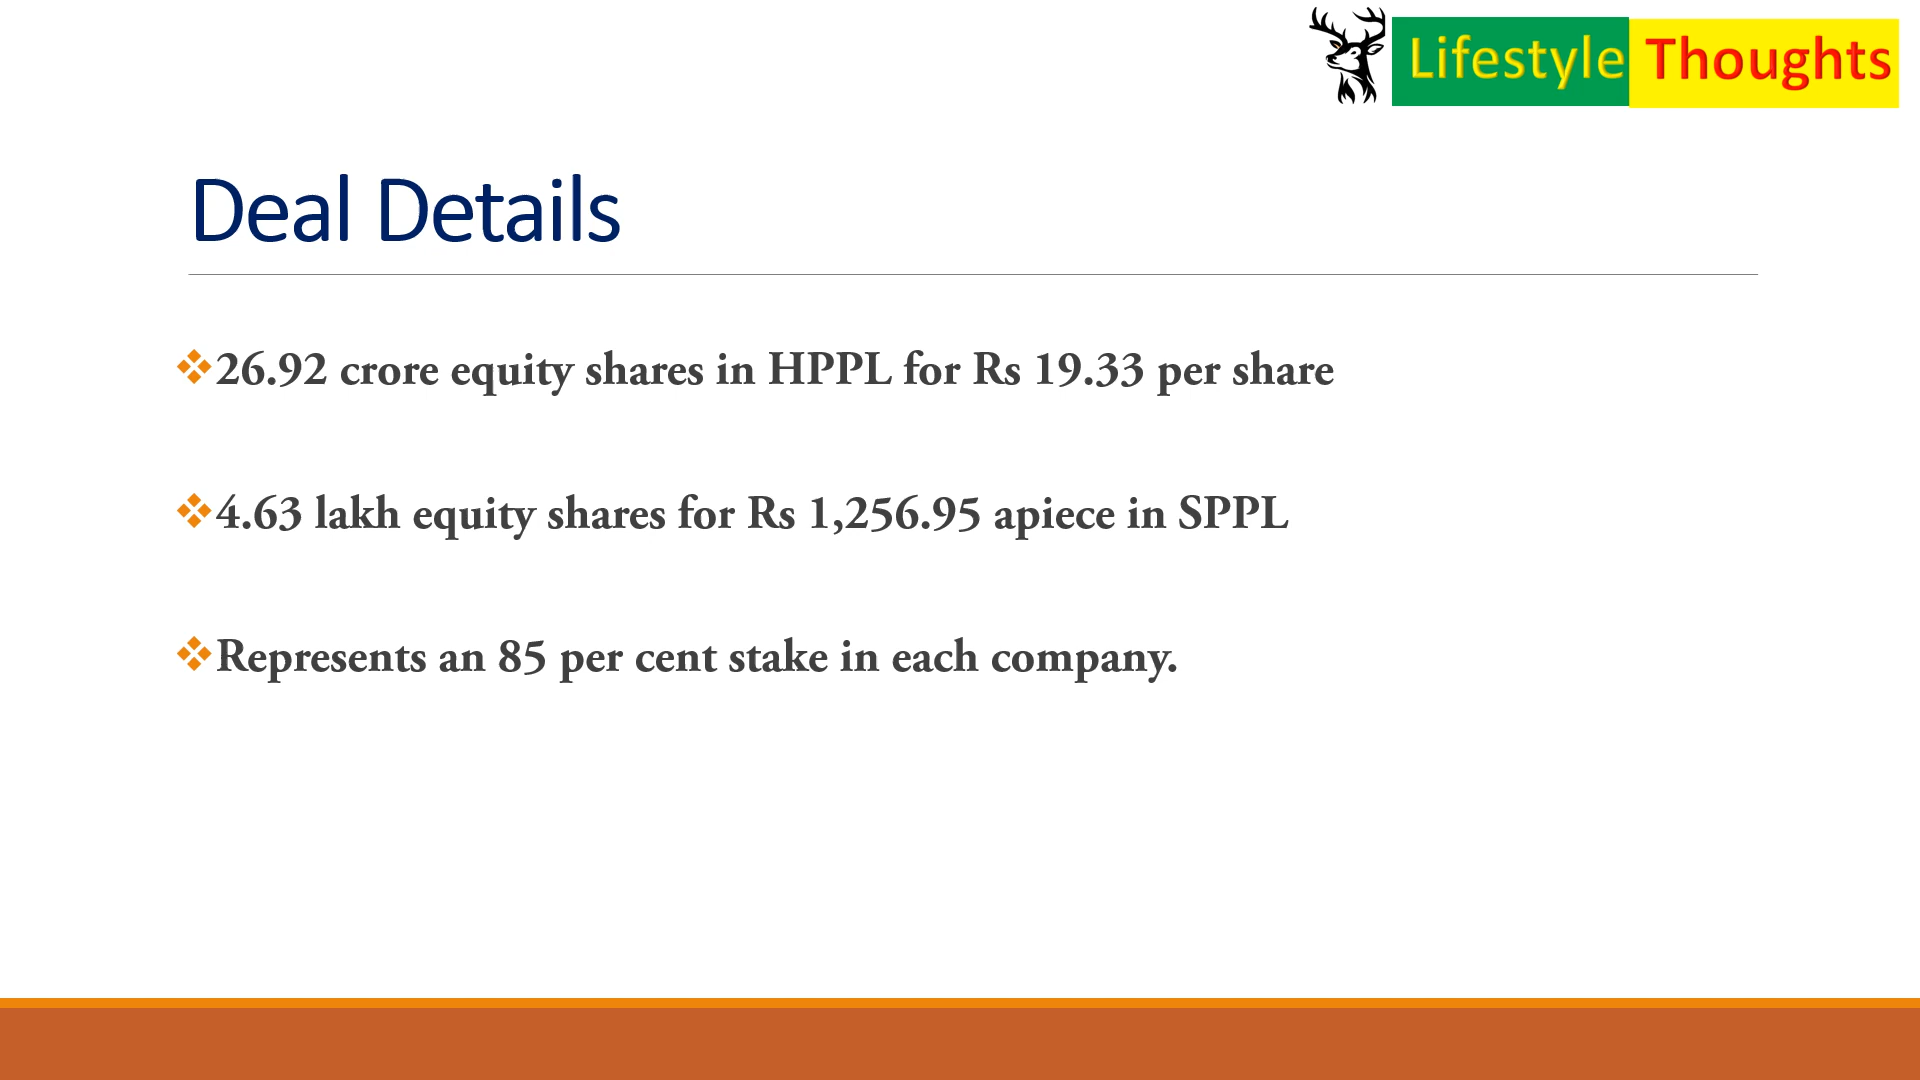 Lifestyle Thoughts
Deal Details
❖26.92 crore equity shares in HPPL for Rs 19.33 per share
❖4.63 lakh equity shares for Rs 1,256.95 apiece in SPPL
❖Represents an 85 per cent stake in each company.